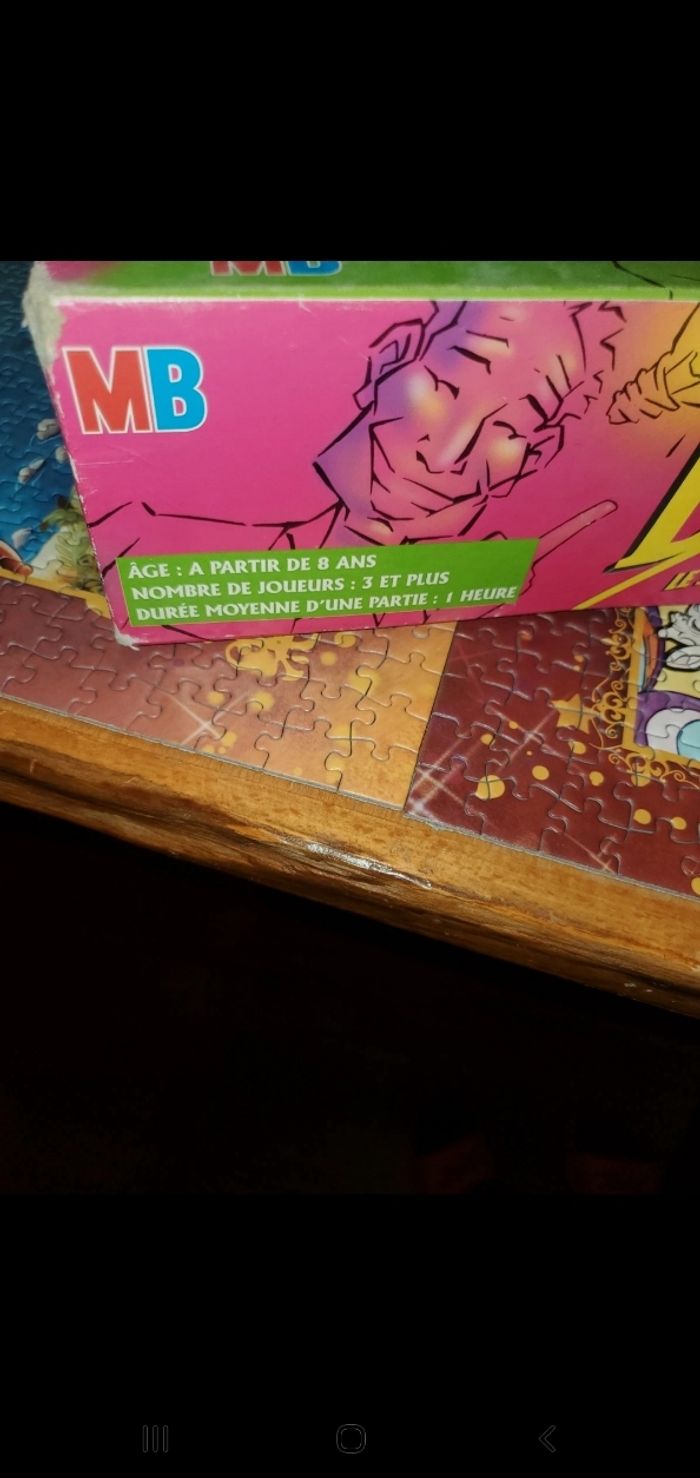 MB
MB
ÂGE : A PARTIR DE 8 ANS
NOMBRE DE JOUEURS : 3 ET PLUS
DURÉE MOYENNE D'UNE PARTIE : 1 HEURE
LE